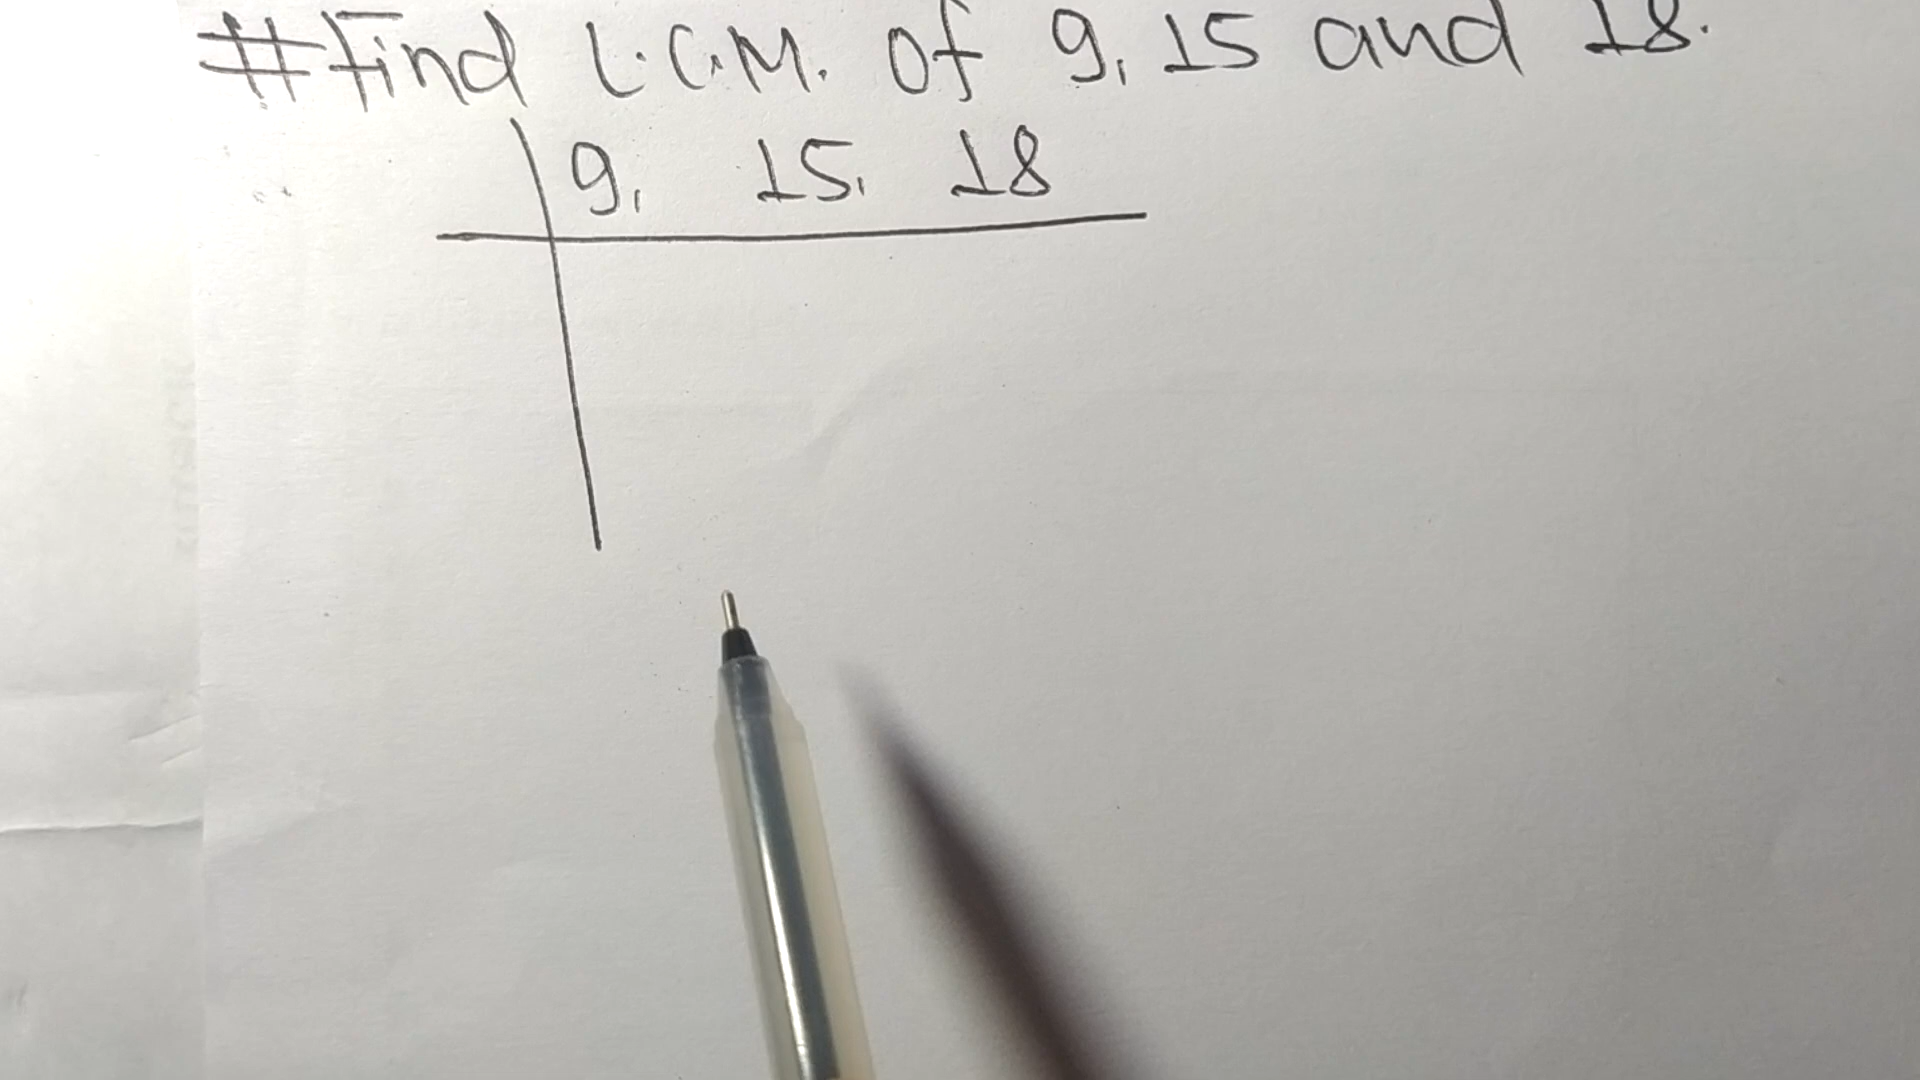 # Find L.C.M. of 9, 15 and 18.
9, 15, 18